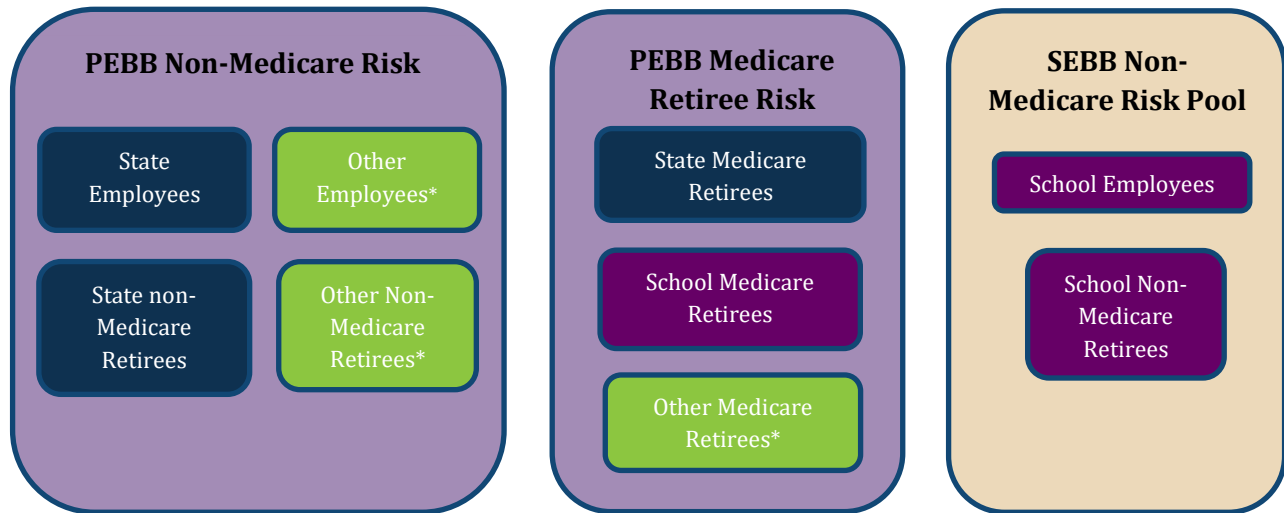 PEBB Non-Medicare Risk
State
Employees
Other
Employees*
State non-
Medicare
Retirees
Other Non-
Medicare
Retirees*
PEBB Medicare
Retiree Risk
State Medicare
Retirees
School Medicare
Retirees
Other Medicare
Retirees*
SEBB Non-
Medicare Risk Pool
School Employees
School Non-
Medicare
Retirees